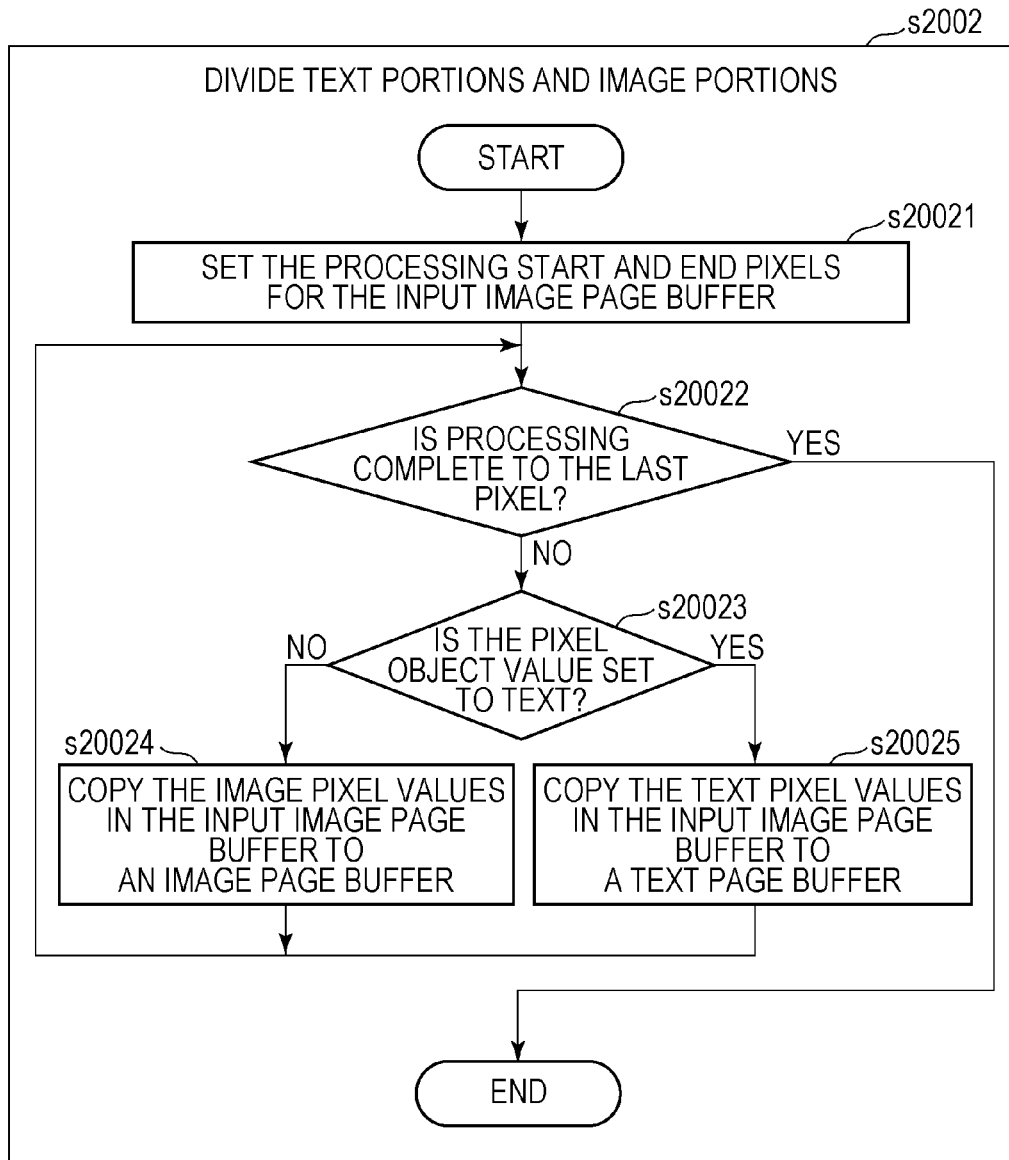 s2002
DIVIDE TEXT PORTIONS AND IMAGE PORTIONS
START
s20021
SET THE PROCESSING START AND END PIXELS
FOR THE INPUT IMAGE PAGE BUFFER
s20022
IS PROCESSING
COMPLETE TO THE LAST
PIXEL?
YES
NO
s20023
IS THE PIXEL
OBJECT VALUE SET
TO TEXT?
NO
YES
s20024
COPY THE IMAGE PIXEL VALUES
IN THE INPUT IMAGE PAGE
BUFFER TO
AN IMAGE PAGE BUFFER
s20025
COPY THE TEXT PIXEL VALUES
IN THE INPUT IMAGE PAGE
BUFFER TO
A TEXT PAGE BUFFER
END